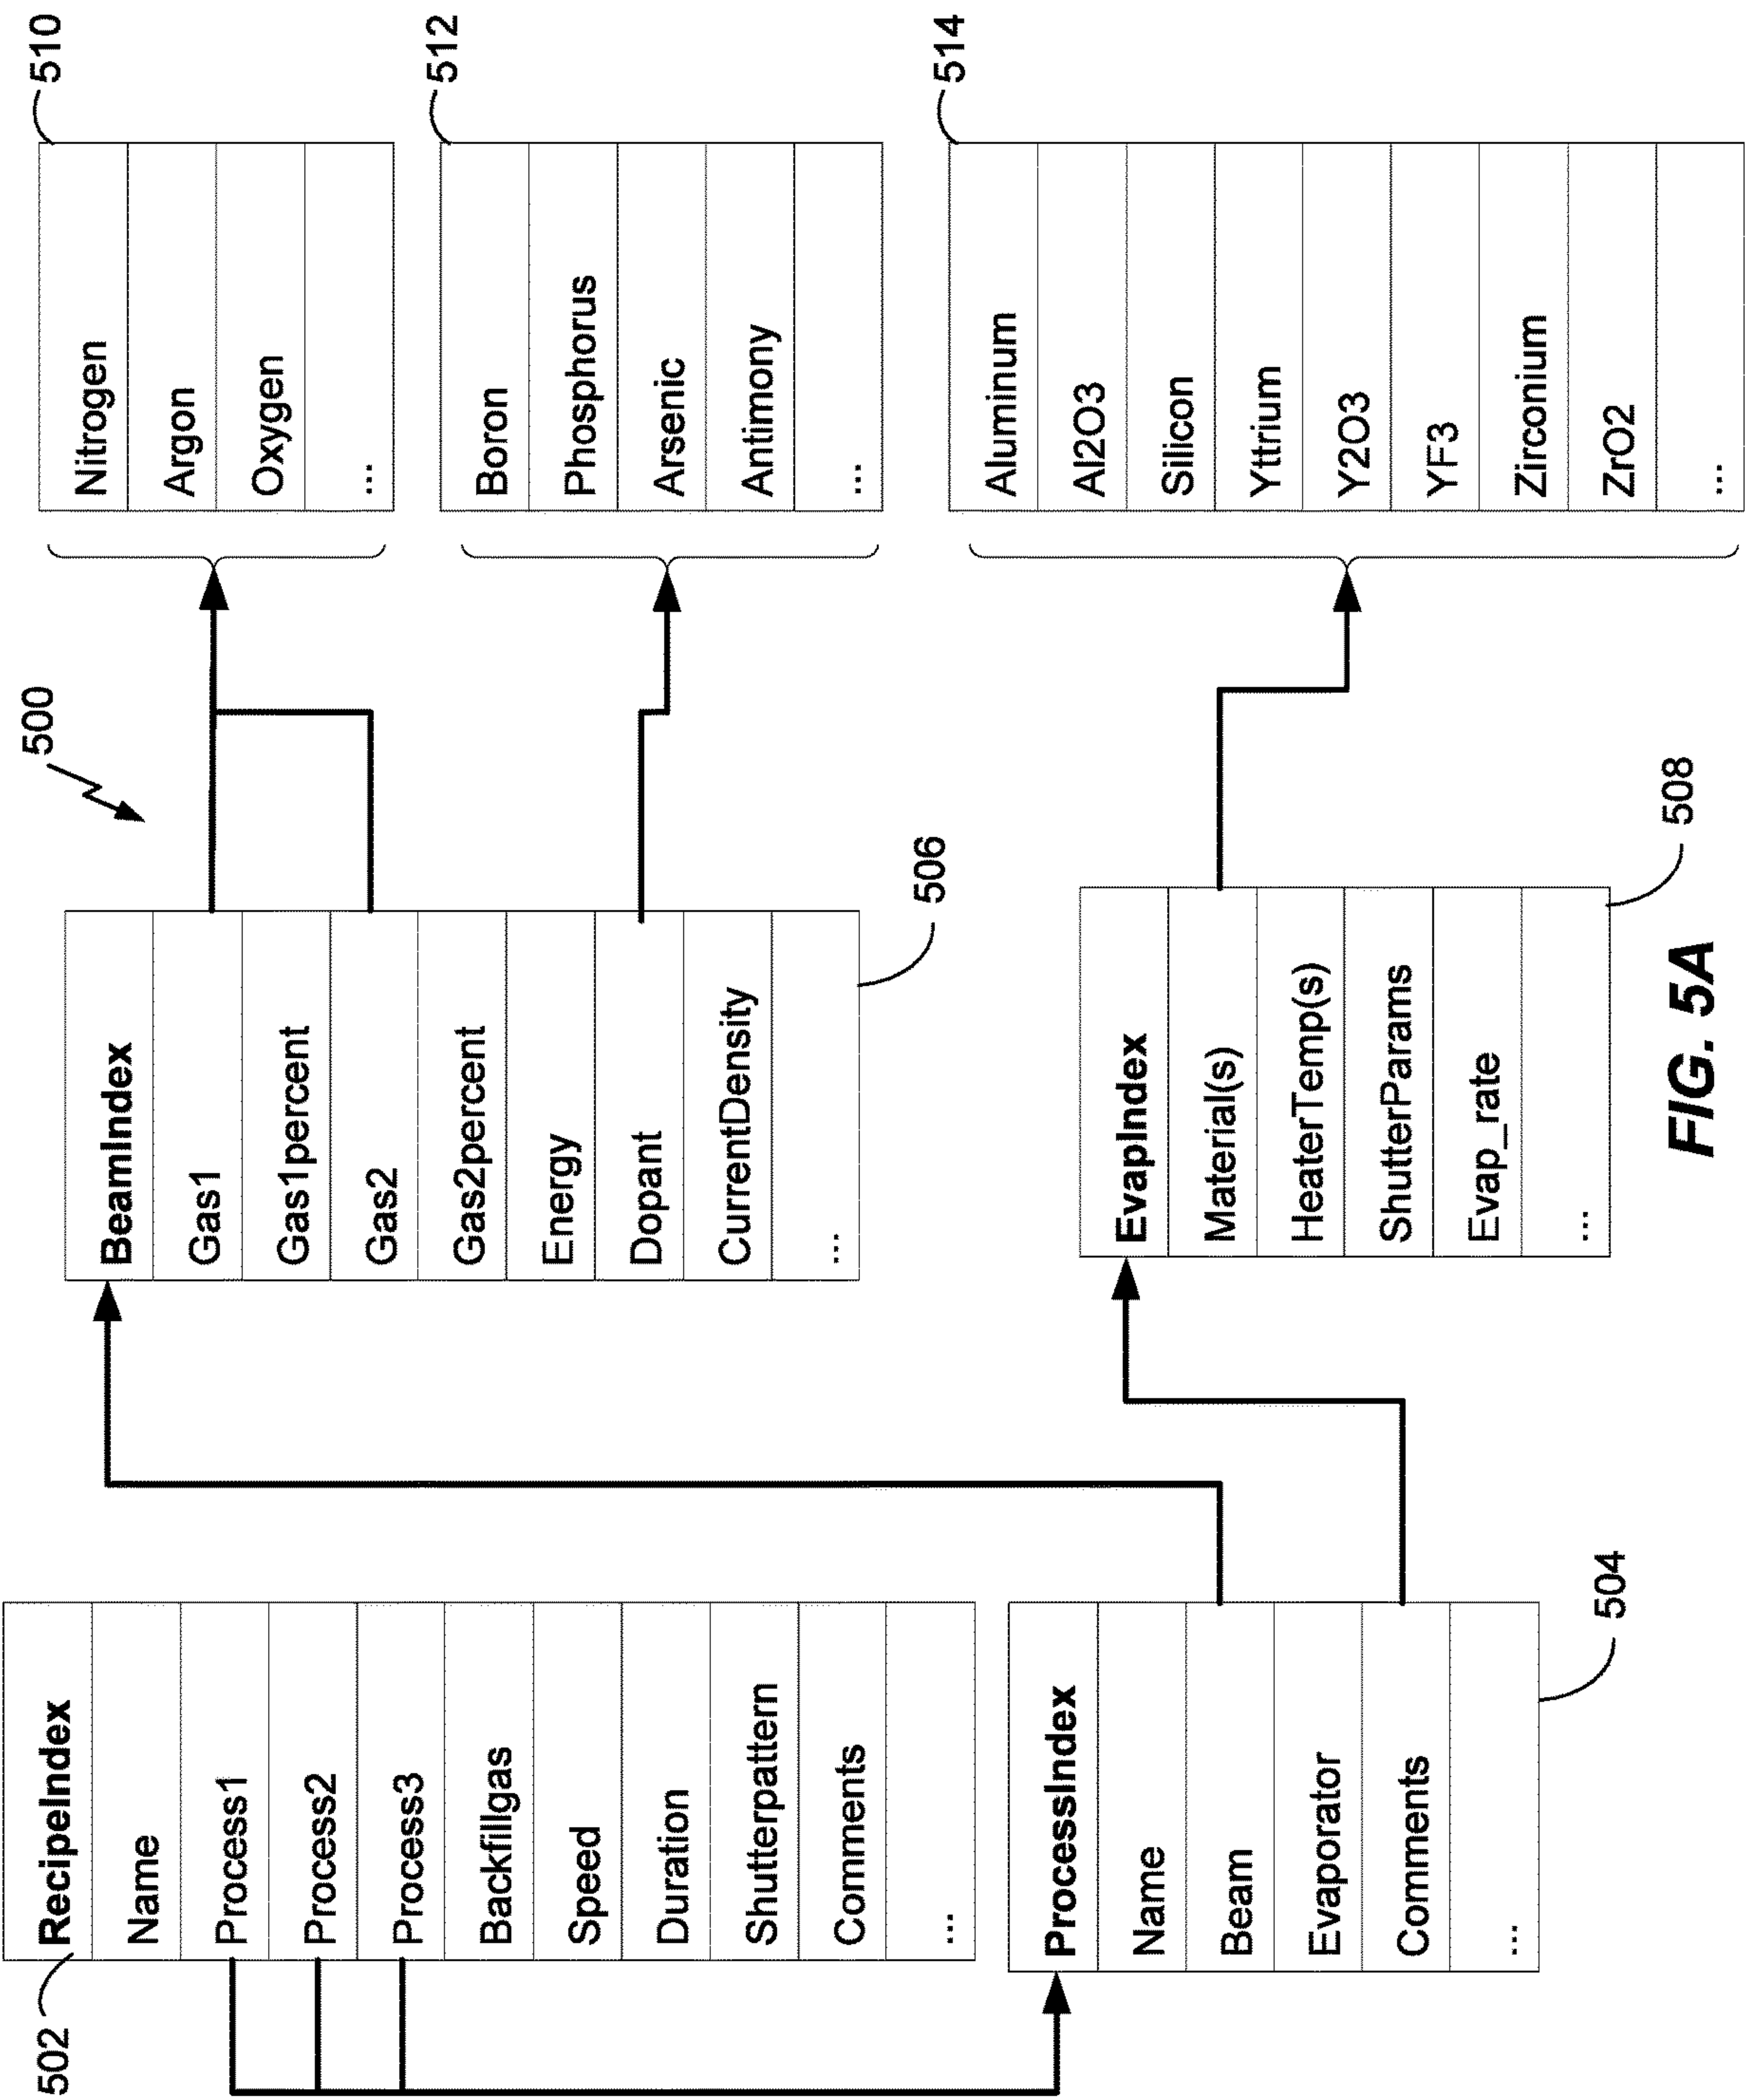 500
502
RecipeIndex
Name
Process1
Process2
Process3
Backfillgas
Speed
Duration
Shutterpattern
Comments
...
ProcessIndex
Name
Beam
Evaporator
Comments
...
504
BeamIndex
Gas1
Gas1percent
Gas2
Gas2percent
Energy
Dopant
CurrentDensity
...
506
EvapIndex
Material(s)
HeaterTemp(s)
ShutterParams
Evap_rate
...
508
510
Nitrogen
Argon
Oxygen
...
512
Boron
Phosphorus
Arsenic
Antimony
...
514
Aluminum
Al2O3
Silicon
Yttrium
Y2O3
YF3
Zirconium
ZrO2
...
FIG. 5A